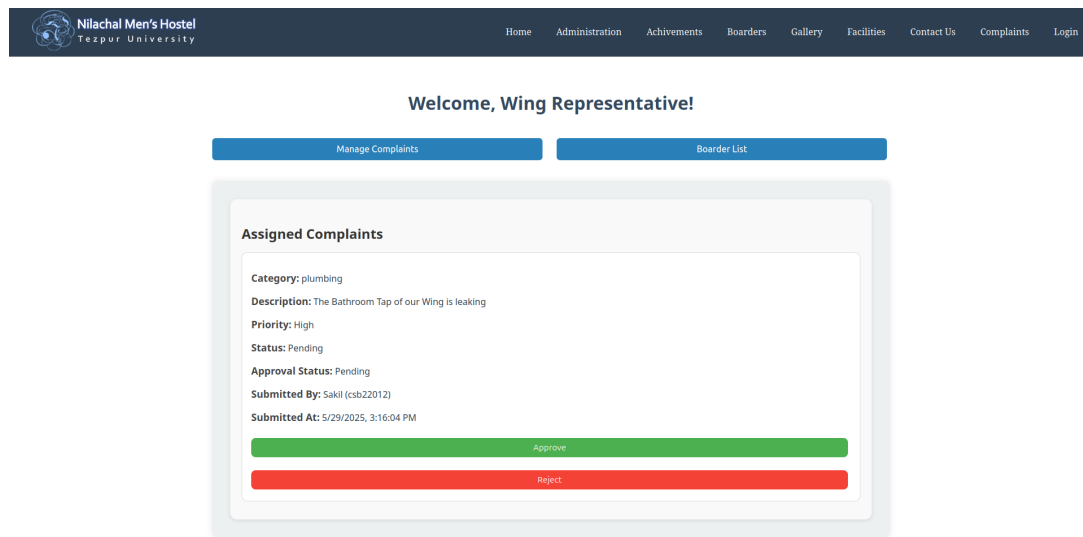 Nilachal Men's Hostel
Tezpur University
Home Administration Achivements Boarders Gallery Facilities Contact Us Complaints Login
Welcome, Wing Representative!
Manage Complaints Boarder List
Assigned Complaints
Category: plumbing
Description: The Bathroom Tap of our Wing is leaking
Priority: High
Status: Pending
Approval Status: Pending
Submitted By: Sakil (csb22012)
Submitted At: 5/29/2025, 3:16:04 PM
Approve
Reject